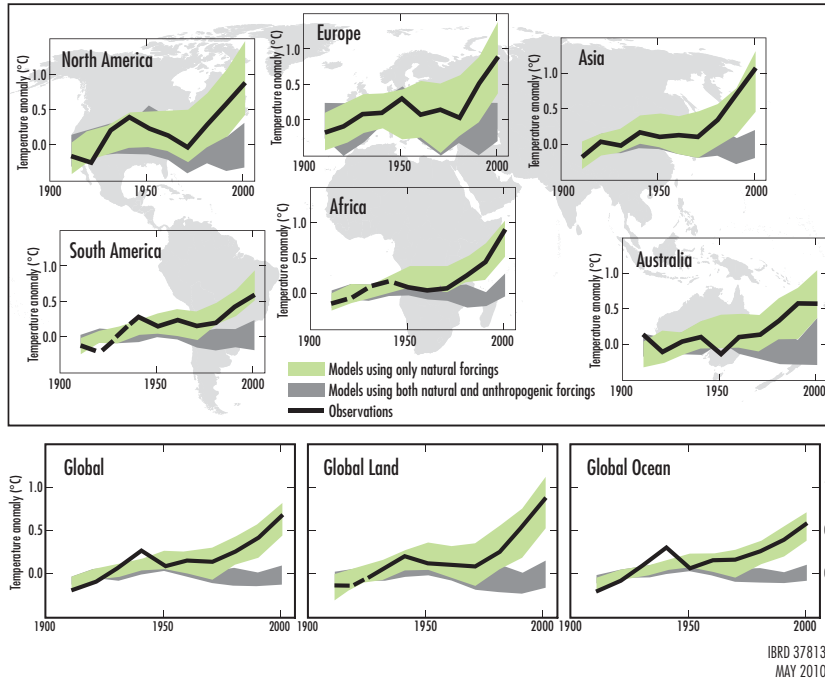 North America
Temperature anomaly (°C)
1.0
0.5
0.0
1900
1950
2000
Europe
Temperature anomaly (°C)
1.0
0.5
0.0
1900
1950
2000
Asia
Temperature anomaly (°C)
1.0
0.5
0.0
1900
1950
2000
South America
Temperature anomaly (°C)
1.0
0.5
0.0
1900
1950
2000
Africa
Temperature anomaly (°C)
1.0
0.5
0.0
1900
1950
2000
Australia
Temperature anomaly (°C)
1.0
0.5
0.0
1900
1950
2000
Models using only natural forcings
Models using both natural and anthropogenic forcings
Observations
Global
Temperature anomaly (°C)
1.0
0.5
0.0
1900
1950
2000
Global Land
1950
2000
Global Ocean
1900
1950
2000
IBRD 37813
MAY 2010